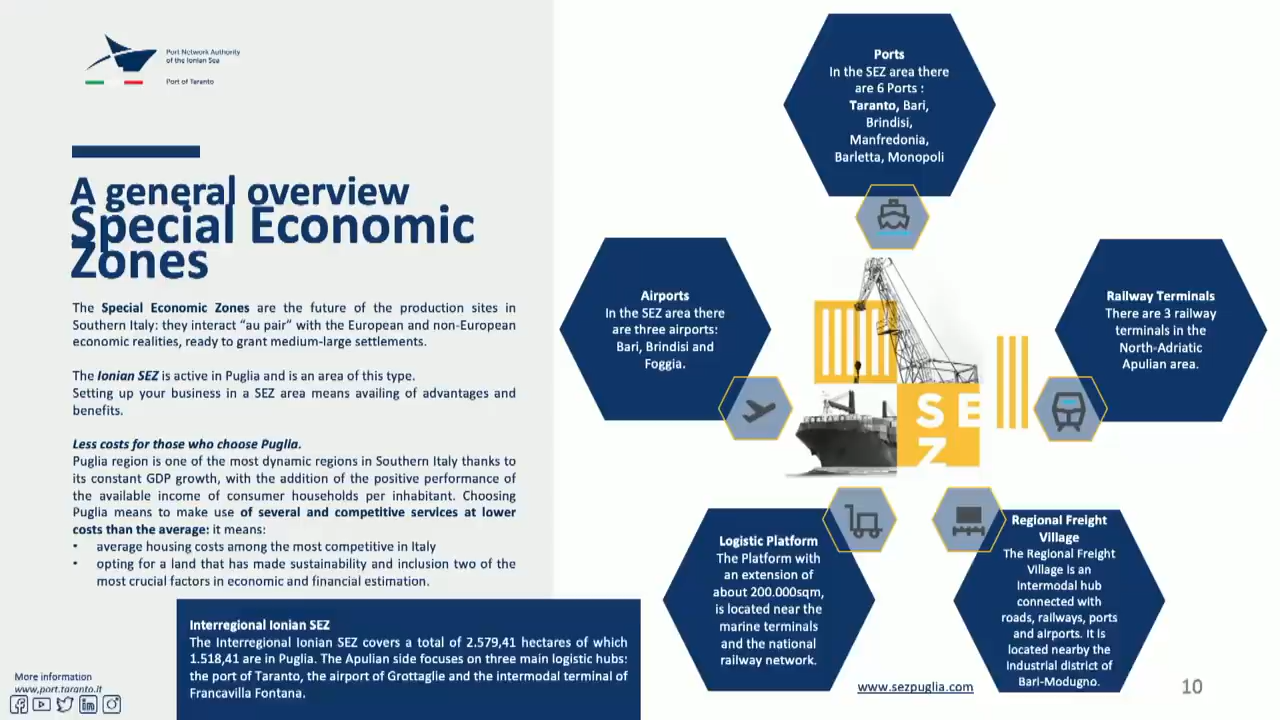 Port Network Authority
of the Ionian Sea
Port of Taranto
A general overview
Special Economic
Zones
The Special Economic Zones are the future of the production sites in
Southern Italy: they interact “au pair” with the European and non-European
economic realities, ready to grant medium-large settlements.
The Ionian SEZ is active in Puglia and is an area of this type.
Setting up your business in a SEZ area means availing of advantages and
benefits.
Less costs for those who choose Puglia.
Puglia region is one of the most dynamic regions in Southern Italy thanks to
its constant GDP growth, with the addition of the positive performance of
the available income of consumer households per inhabitant. Choosing
Puglia means to make use of several and competitive services at lower
costs than the average: it means:
• average housing costs among the most competitive in Italy
• opting for a land that has made sustainability and inclusion two of the
most crucial factors in economic and financial estimation.
Interregional Ionian SEZ
The Interregional Ionian SEZ covers a total of 2.579,41 hectares of which
1.518,41 are in Puglia. The Apulian side focuses on three main logistic hubs:
the port of Taranto, the airport of Grottaglie and the intermodal terminal of
Francavilla Fontana.
More information
www.port.taranto.it
Ports
In the SEZ area there
are 6 Ports :
Taranto, Bari,
Brindisi,
Manfredonia,
Barletta, Monopoli
Airports
In the SEZ area there
are three airports:
Bari, Brindisi and
Foggia.
Railway Terminals
There are 3 railway
terminals in the
North-Adriatic
Apulian area.
S E
Z
Logistic Platform
The Platform with
an extension of
about 200.000sqm,
is located near the
marine terminals
and the national
railway network.
Regional Freight
Village
The Regional Freight
Village is an
Intermodal hub
connected with
roads, railways, ports
and airports. It is
located nearby the
industrial district of
Bari-Modugno.
www.sezpuglia.com
10